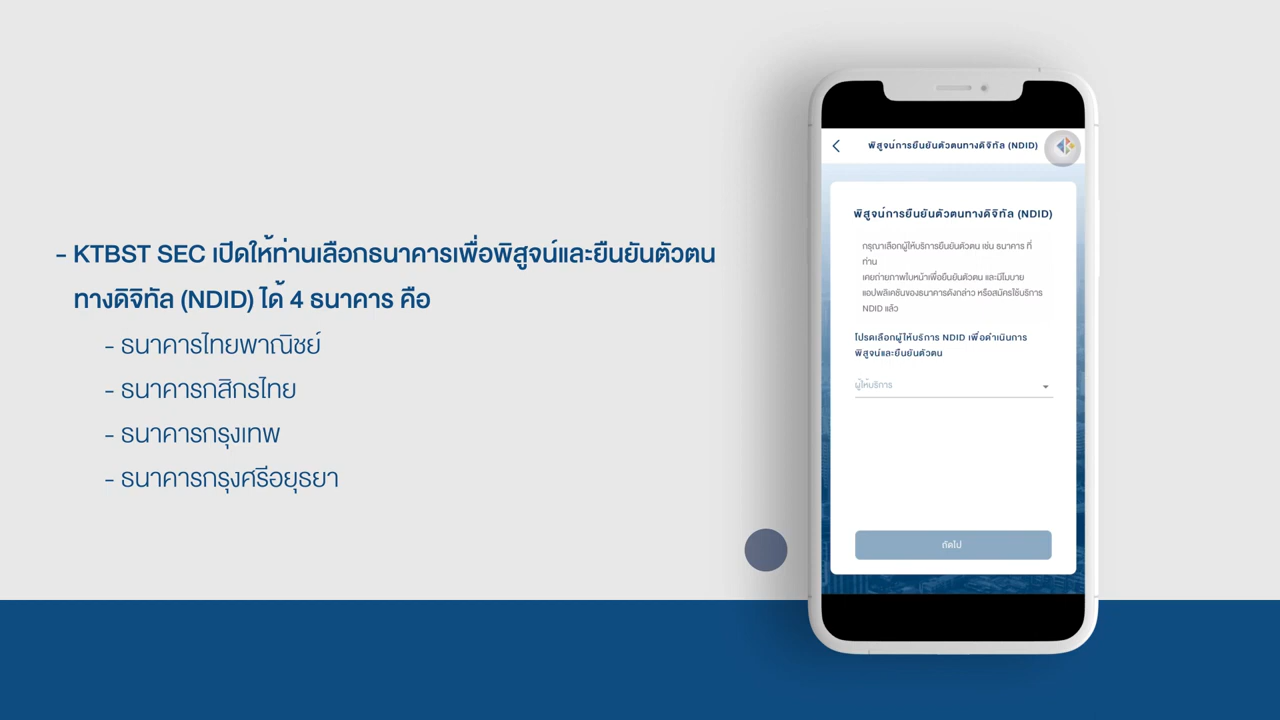 - KTBST SEC เปิดให้ท่านเลือกธนาคารเพื่อพิสูจน์และยืนยันตัวตน
ทางดิจิทัล (NDID) ได้ 4 ธนาคาร คือ
- ธนาคารไทยพาณิชย์
- ธนาคารกสิกรไทย
- ธนาคารกรุงเทพ
- ธนาคารกรุงศรีอยุธยา
พิสูจน์การยืนยันตัวตนทางดิจิทัล (NDID)
พิสูจน์การยืนยันตัวตนทางดิจิทัล (NDID)
กรุณาเลือกผู้ให้บริการยืนยันตัวตน เช่น ธนาคาร ที่
ท่าน
เคยถ่ายภาพใบหน้าเพื่อยืนยันตัวตน และมีโมบาย
แอปพลิเคชันของธนาคารดังกล่าว หรือสมัครใช้บริการ
NDID แล้ว
โปรดเลือกผู้ให้บริการ NDID เพื่อดำเนินการ
พิสูจน์และยืนยันตัวตน
ผู้ให้บริการ
ถัดไป